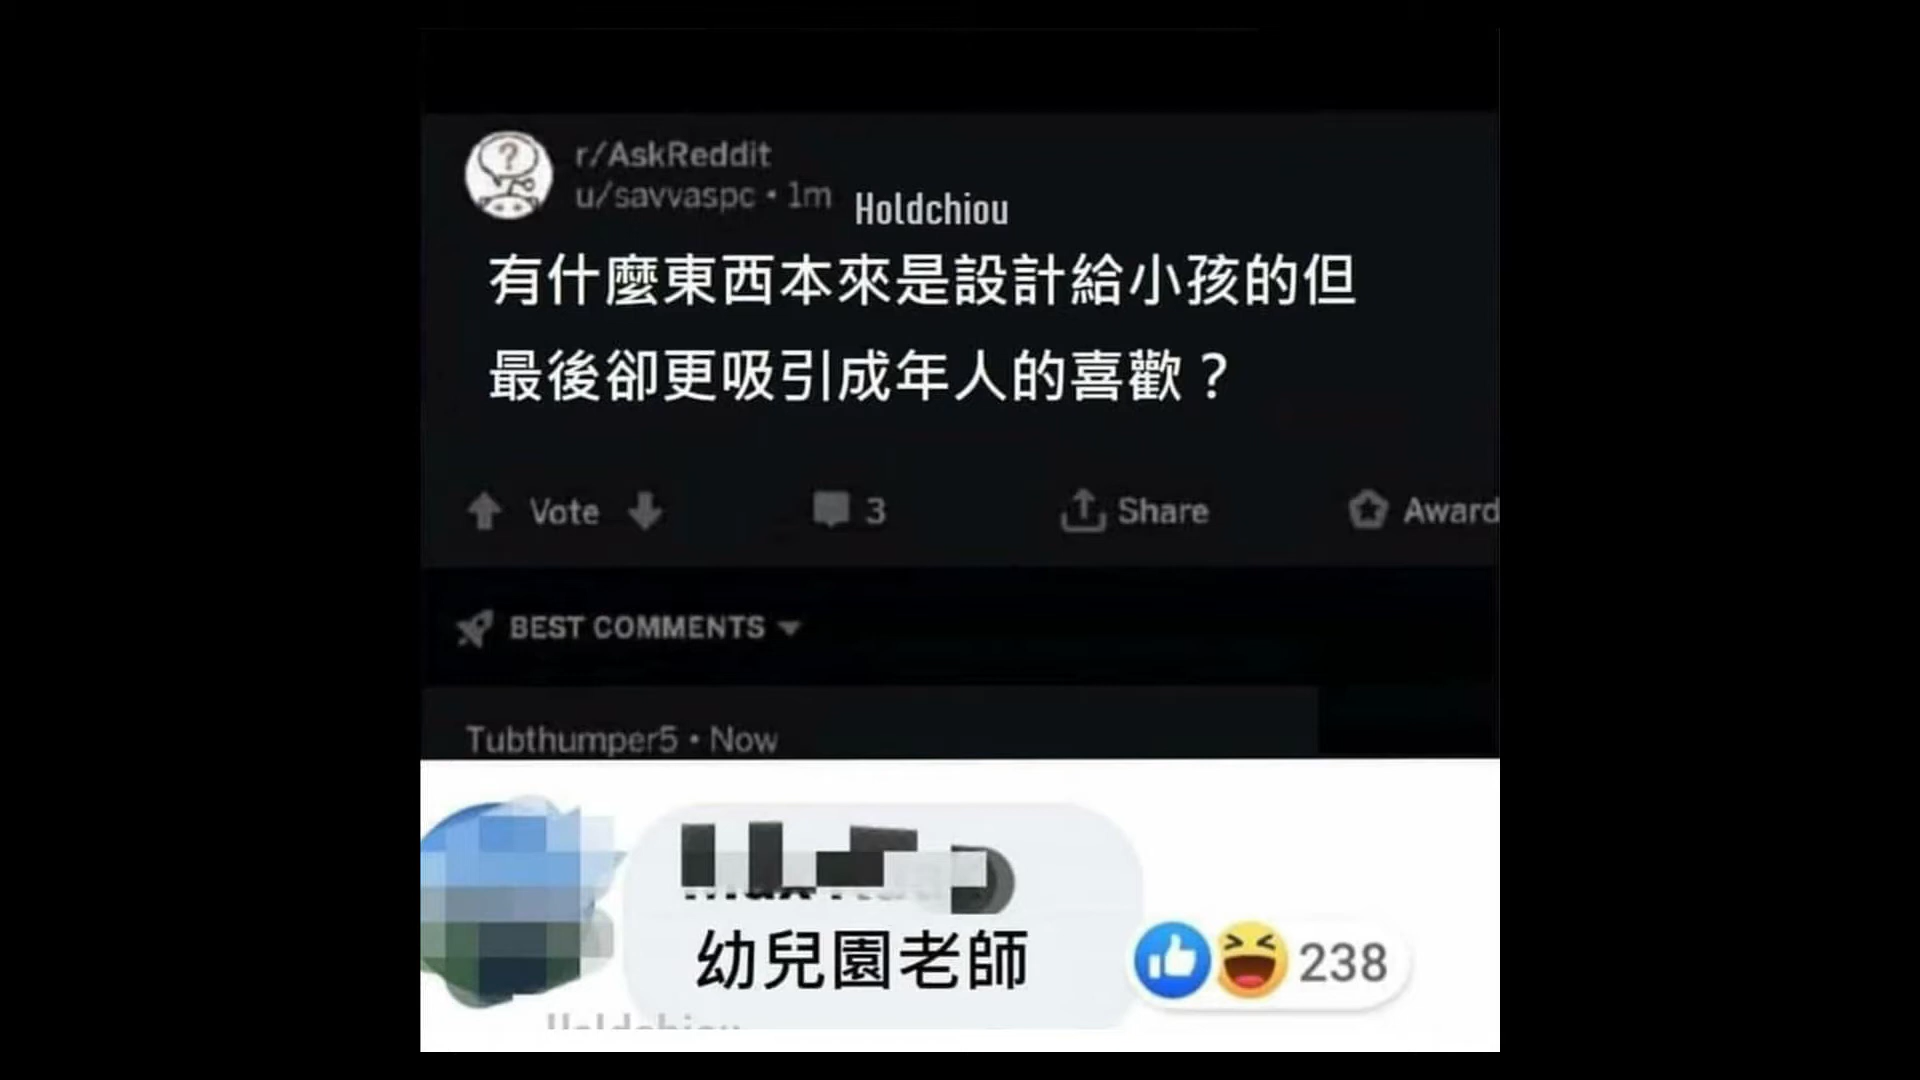 r/AskReddit
u/savvaspc • 1m
Holdchiou
有什麼東西本來是設計給小孩的但
最後卻更吸引成年人的喜歡？
Vote
3
Share
Award
BEST COMMENTS
Tubthumper5 • Now
幼兒園老師
238